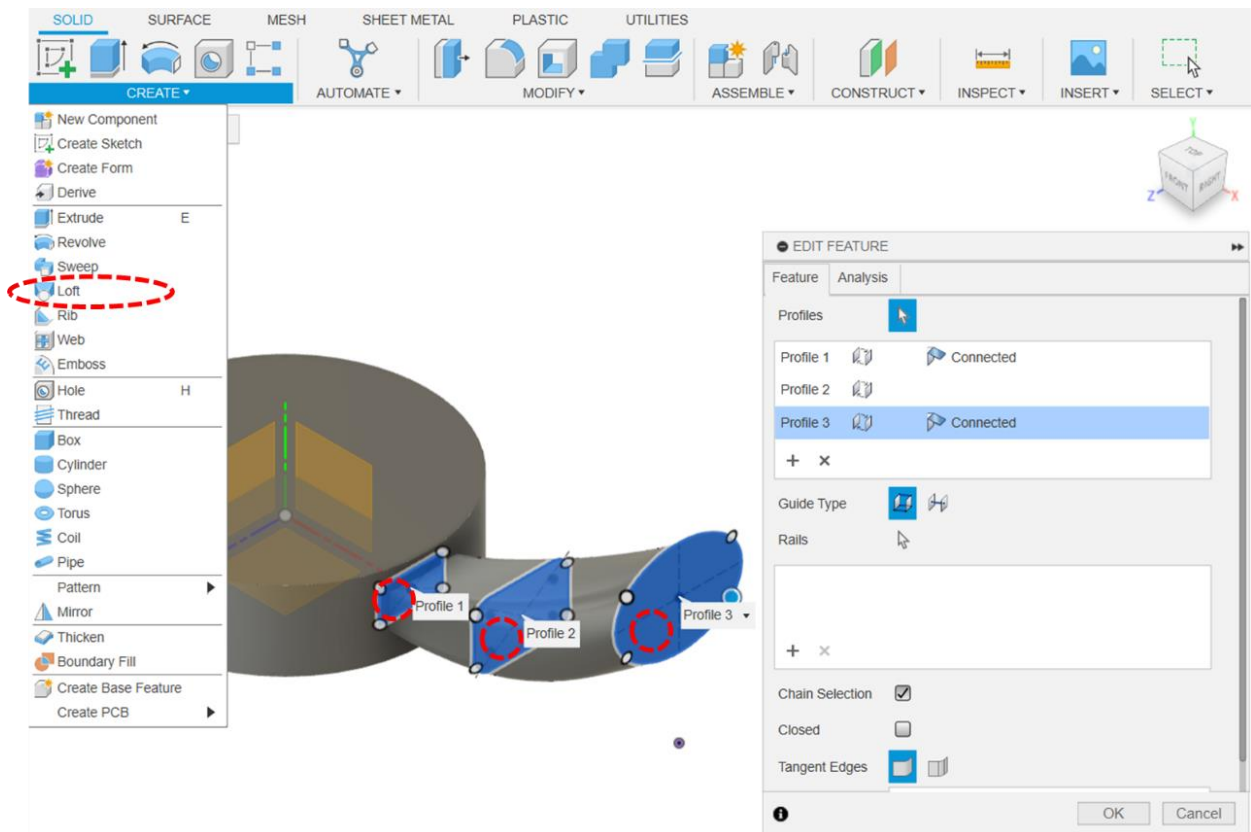 SOLID SURFACE MESH SHEET METAL PLASTIC UTILITIES
CREATE AUTOMATE MODIFY ASSEMBLE CONSTRUCT INSPECT INSERT SELECT
New Component
Create Sketch
Create Form
Derive
Extrude E
Revolve
Sweep
Loft
Rib
Web
Emboss
Hole H
Thread
Box
Cylinder
Sphere
Torus
Coil
Pipe
Pattern
Mirror
Thicken
Boundary Fill
Create Base Feature
Create PCB
Profile 1
Profile 2
Profile 3
Y
TOP
FRONT RIGHT
Z X
EDIT FEATURE
Feature Analysis
Profiles
Profile 1 Connected
Profile 2
Profile 3 Connected
Guide Type
Rails
Chain Selection
Closed
Tangent Edges
OK Cancel